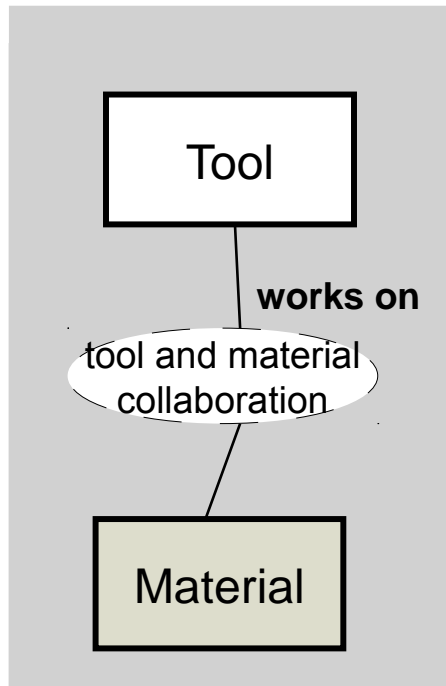 Tool
works on
tool and material
collaboration
Material